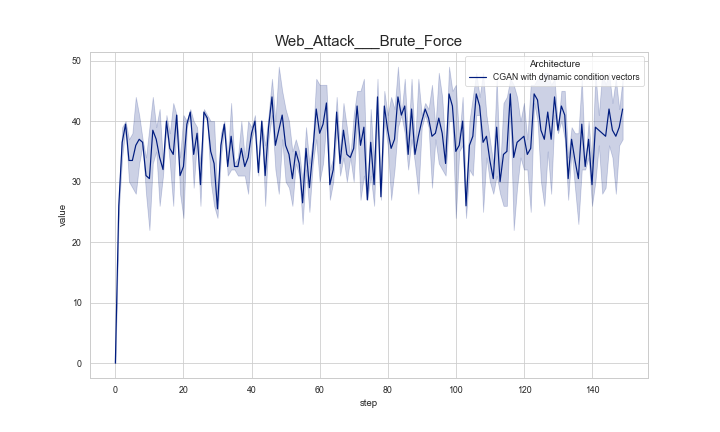 Web_Attack___Brute_Force
Architecture
CGAN with dynamic condition vectors
50
40
30
20
10
0
value
0 20 40 60 80 100 120 140
step